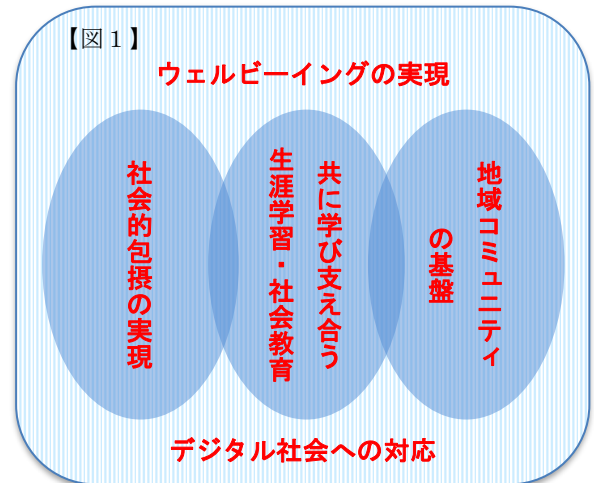 【図１】
ウェルビーイングの実現
社会的包摂の実現
共に学び支え合う
生涯学習・社会教育
地域コミュニティ
の基盤
デジタル社会への対応